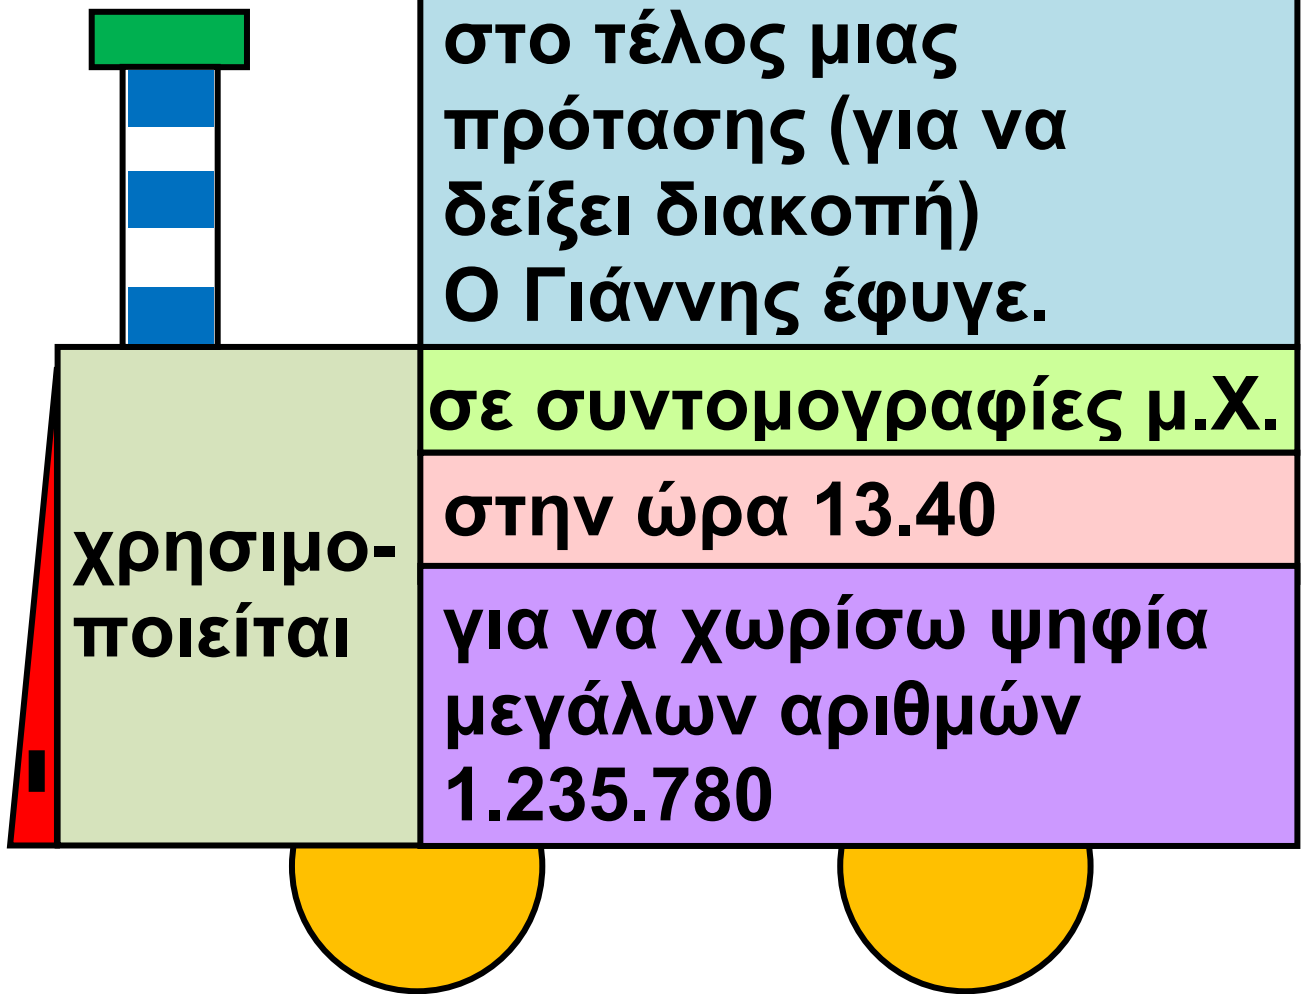 στο τέλος μιας
πρότασης (για να
δείξει διακοπή)
Ο Γιάννης έφυγε.
σε συντομογραφίες μ.Χ.
στην ώρα 13.40
χρησιμο-
ποιείται
για να χωρίσω ψηφία
μεγάλων αριθμών
1.235.780